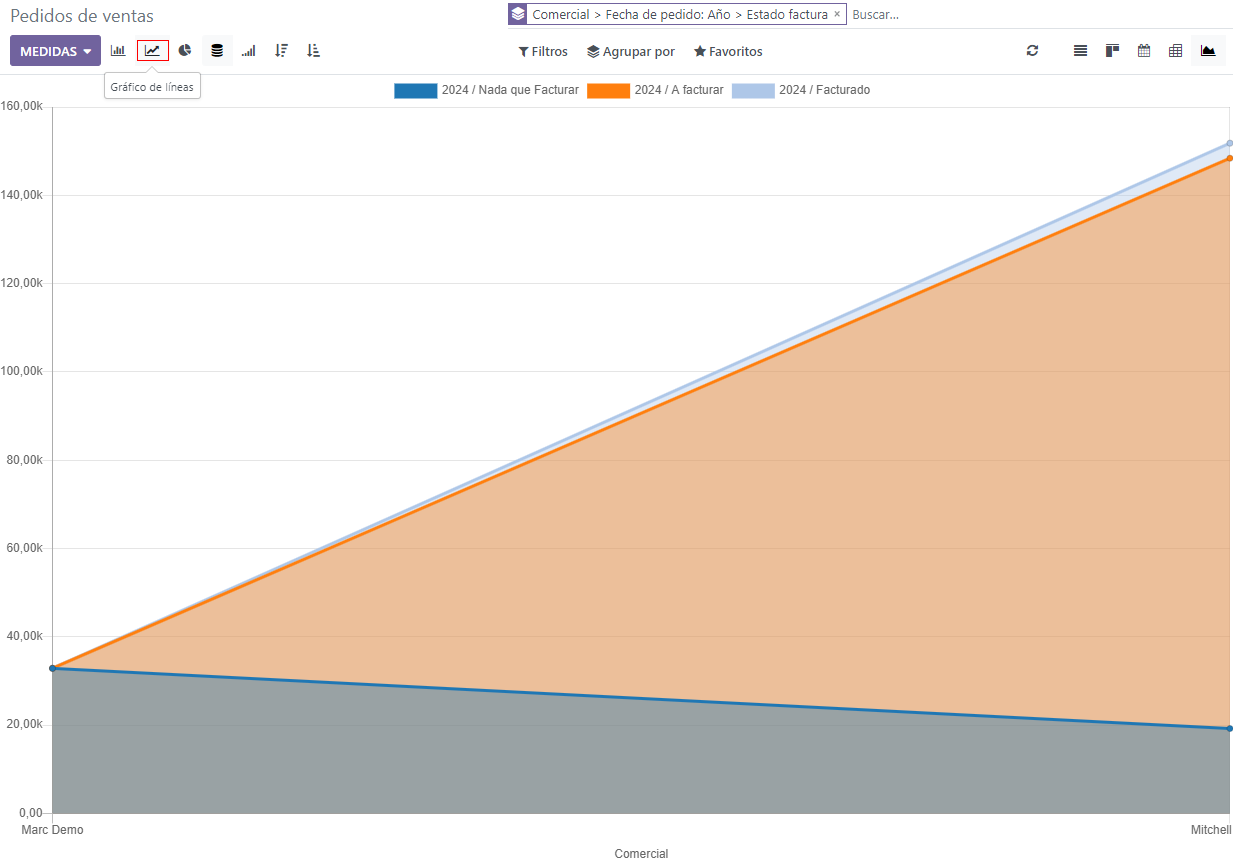 Pedidos de ventas
Comercial > Fecha de pedido: Año > Estado factura × Buscar...
MEDIDAS
Filtros Agrupar por Favoritos
Gráfico de líneas
2024 / Nada que Facturar 2024 / A facturar 2024 / Facturado
160,00k
140,00k
120,00k
100,00k
80,00k
60,00k
40,00k
20,00k
0,00
Marc Demo Mitchell
Comercial